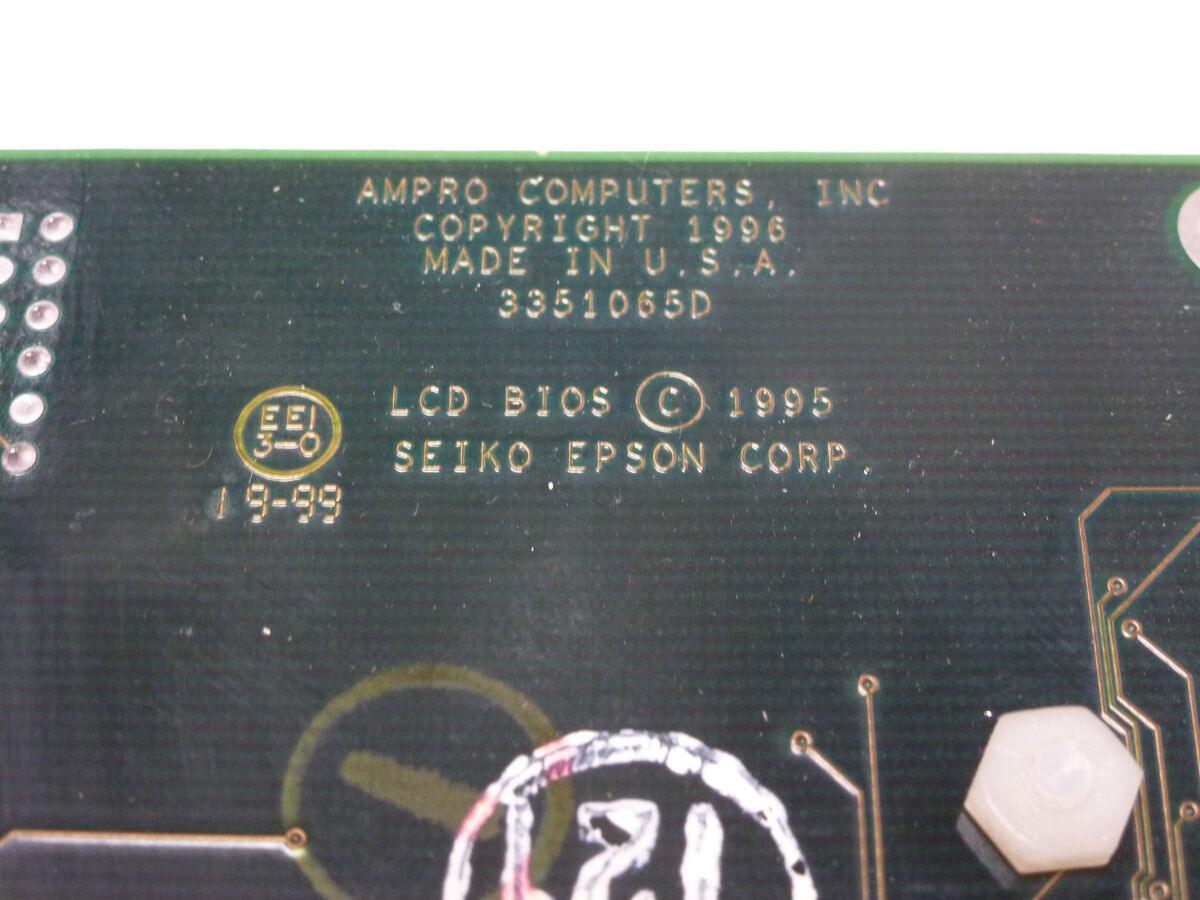 AMPRO COMPUTERS, INC
COPYRIGHT 1996
MADE IN U.S.A.
3351065D
LCD BIOS © 1995
SEIKO EPSON CORP.
EEI
3-0
19-99